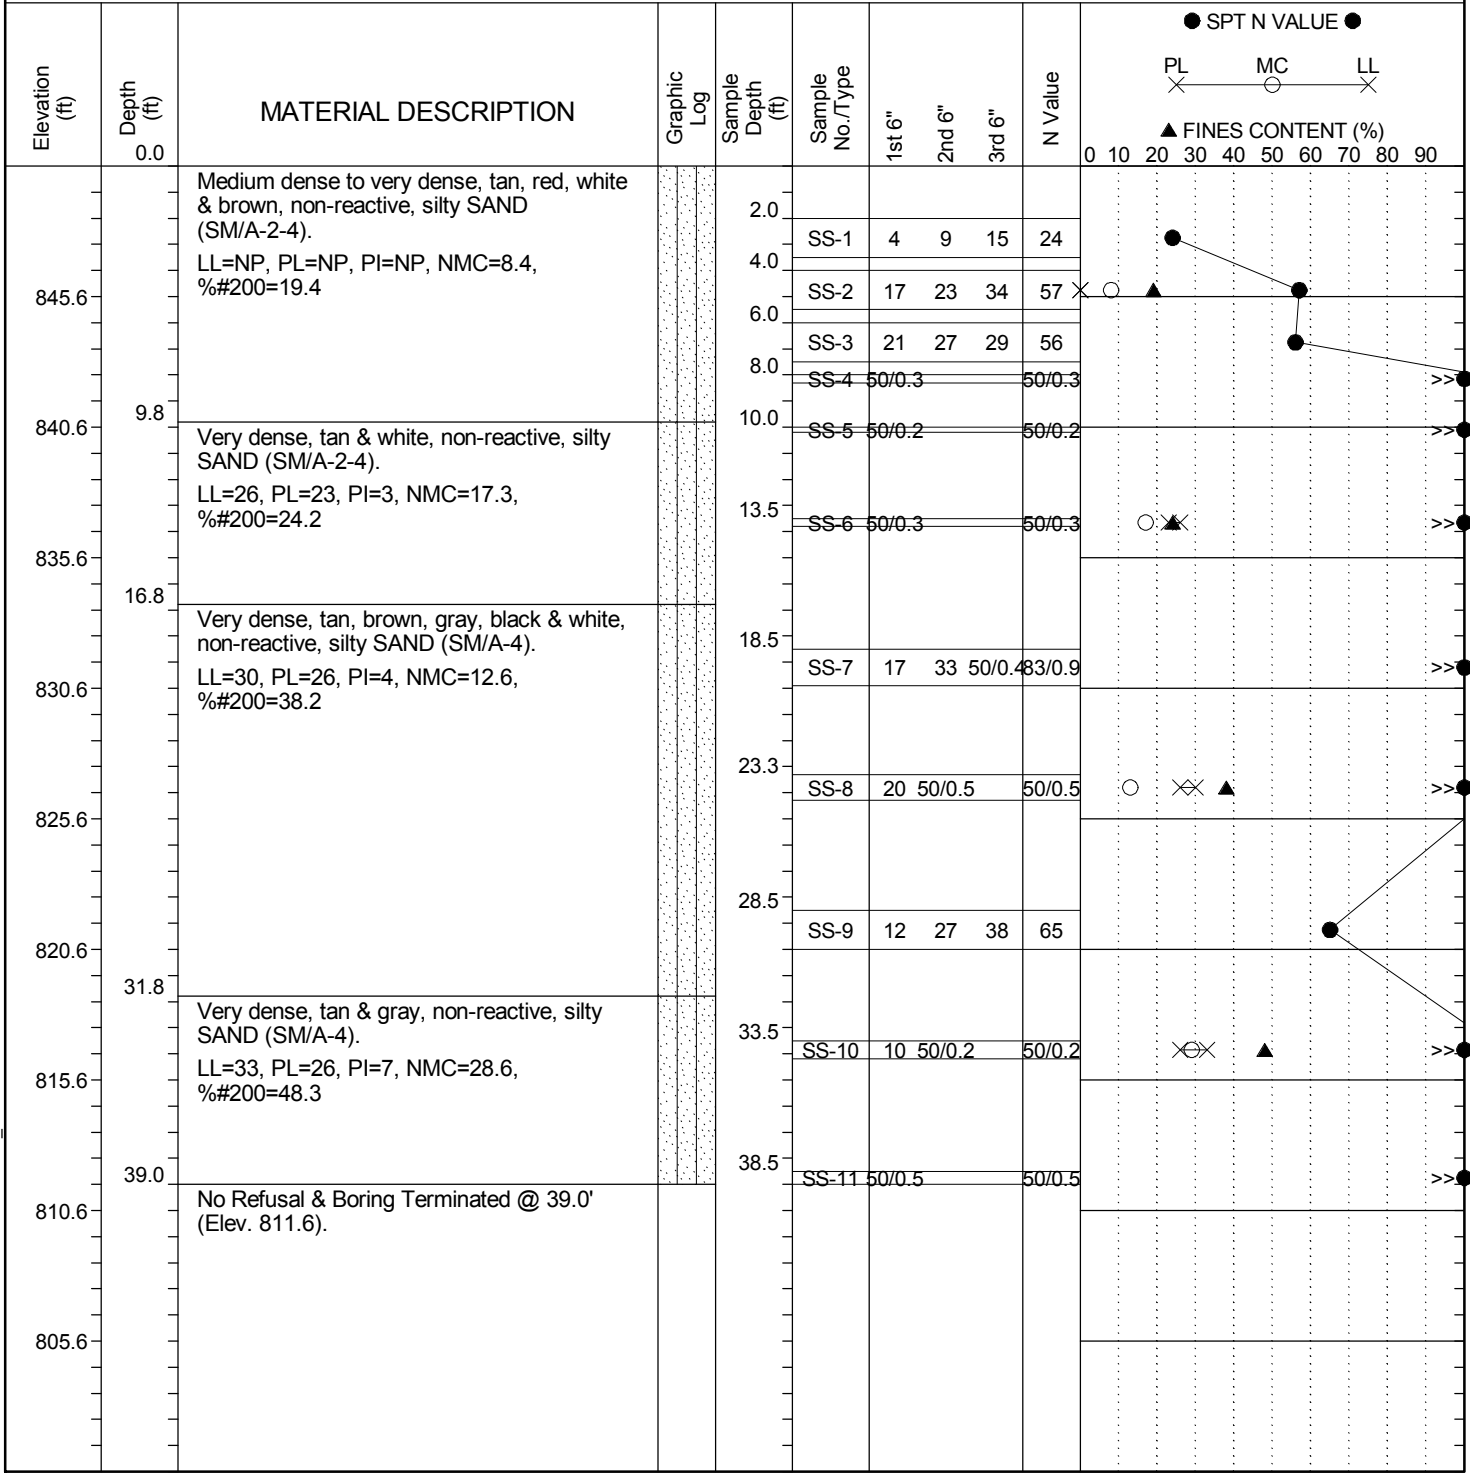 ● SPT N VALUE ●
PL MC LL
▲ FINES CONTENT (%)
0 10 20 30 40 50 60 70 80 90
Elevation
(ft)
Depth
(ft)
0.0
MATERIAL DESCRIPTION
Graphic
Log
Sample
Depth
(ft)
Sample
No./Type
1st 6"
2nd 6"
3rd 6"
N Value
Medium dense to very dense, tan, red, white
& brown, non-reactive, silty SAND
(SM/A-2-4).
LL=NP, PL=NP, PI=NP, NMC=8.4,
%#200=19.4
2.0
SS-1 4 9 15 24
4.0
SS-2 17 23 34 57
845.6
6.0
SS-3 21 27 29 56
8.0
SS-4 50/0.3 50/0.3 >>
9.8
10.0
840.6
SS-5 50/0.2 50/0.2 >>
Very dense, tan & white, non-reactive, silty
SAND (SM/A-2-4).
LL=26, PL=23, PI=3, NMC=17.3,
%#200=24.2
13.5
SS-6 50/0.3 50/0.3 >>
835.6
16.8
Very dense, tan, brown, gray, black & white,
non-reactive, silty SAND (SM/A-4).
LL=30, PL=26, PI=4, NMC=12.6,
%#200=38.2
18.5
SS-7 17 33 50/0.4 83/0.9 >>
830.6
23.3
SS-8 20 50/0.5 50/0.5 >>
825.6
28.5
SS-9 12 27 38 65
820.6
31.8
Very dense, tan & gray, non-reactive, silty
SAND (SM/A-4).
LL=33, PL=26, PI=7, NMC=28.6,
%#200=48.3
33.5
SS-10 10 50/0.2 50/0.2 >>
815.6
38.5
39.0
SS-11 50/0.5 50/0.5 >>
No Refusal & Boring Terminated @ 39.0'
(Elev. 811.6).
810.6
805.6